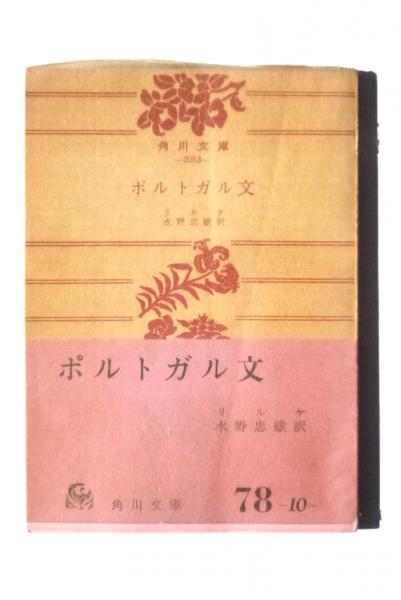 角川文庫
—2053—
ポルトガル文
リルケ
水野忠敏訳
ポルトガル文
リルケ
水野忠敏訳
角川文庫
78 -10-